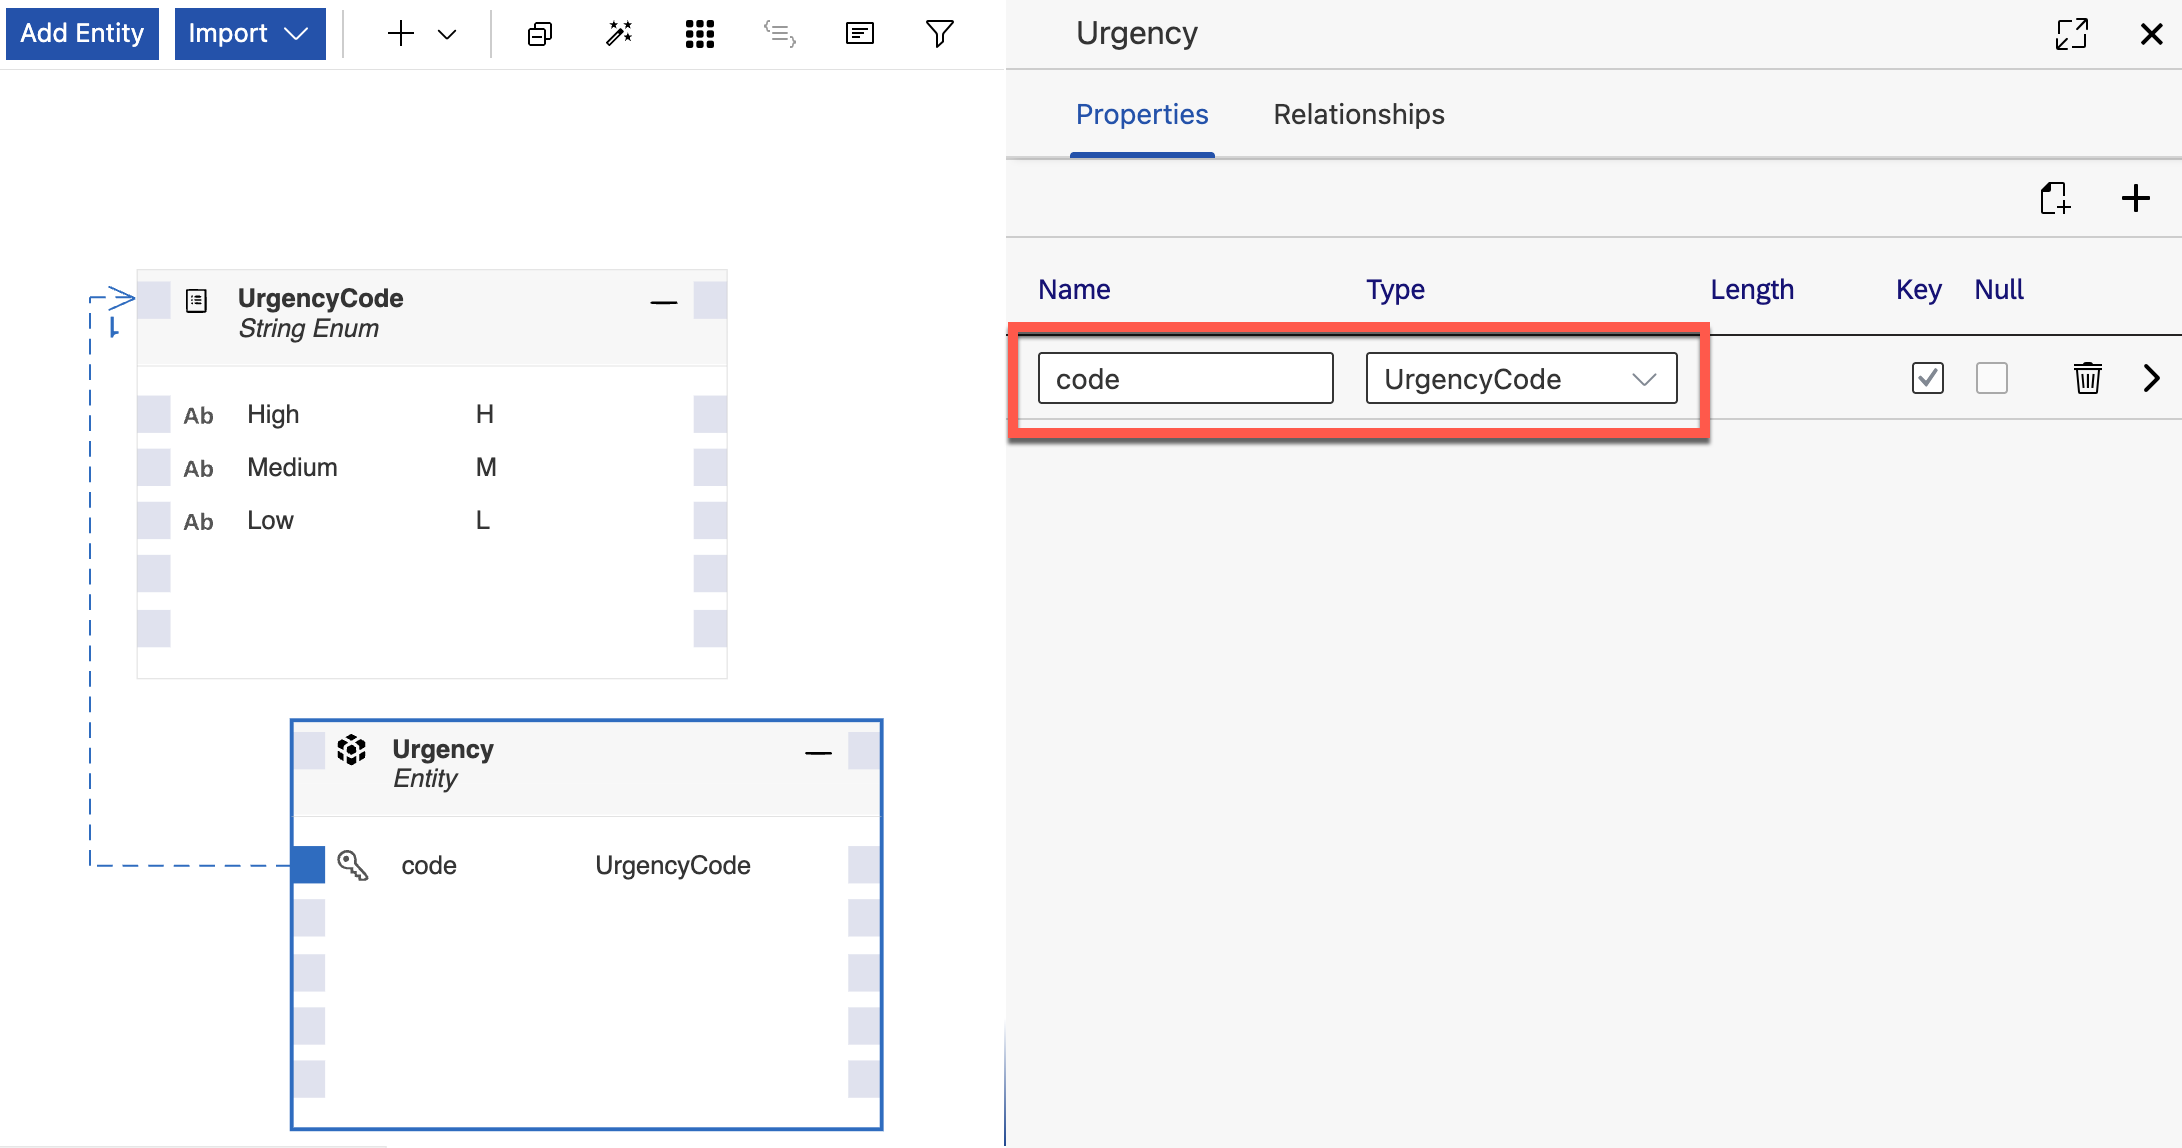 Add Entity
Import
Urgency
Properties
Relationships
Name
Type
Length
Key
Null
code
UrgencyCode
UrgencyCode
String Enum
1
Ab High H
Ab Medium M
Ab Low L
Urgency
Entity
code UrgencyCode